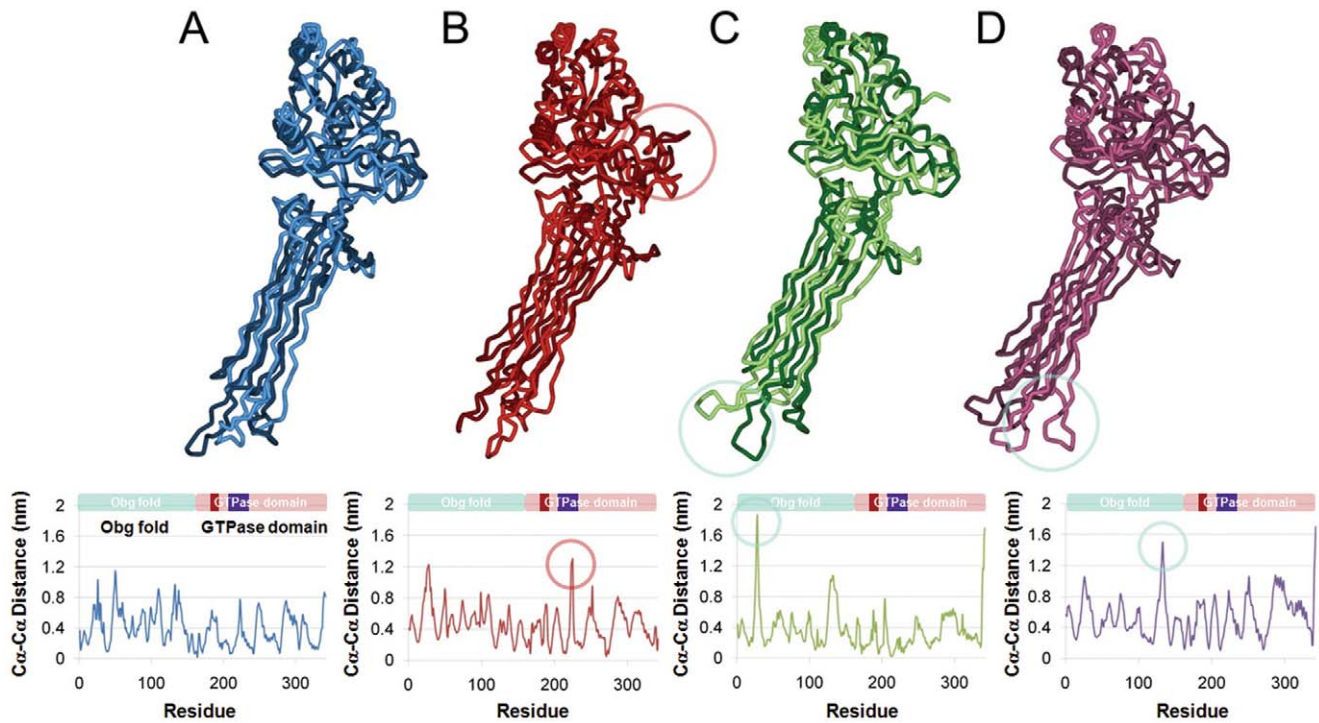 A B C D
Cα-Cα Distance (nm)
Obg fold GTPase domain
Obg fold GTPase domain
2
1.6
1.2
0.8
0.4
0
0 100 200 300
Residue
Cα-Cα Distance (nm)
Obg fold GTPase domain
2
1.6
1.2
0.8
0.4
0
0 100 200 300
Residue
Cα-Cα Distance (nm)
Obg fold GTPase domain
2
1.6
1.2
0.8
0.4
0
0 100 200 300
Residue
Cα-Cα Distance (nm)
Obg fold GTPase domain
2
1.6
1.2
0.8
0.4
0
0 100 200 300
Residue